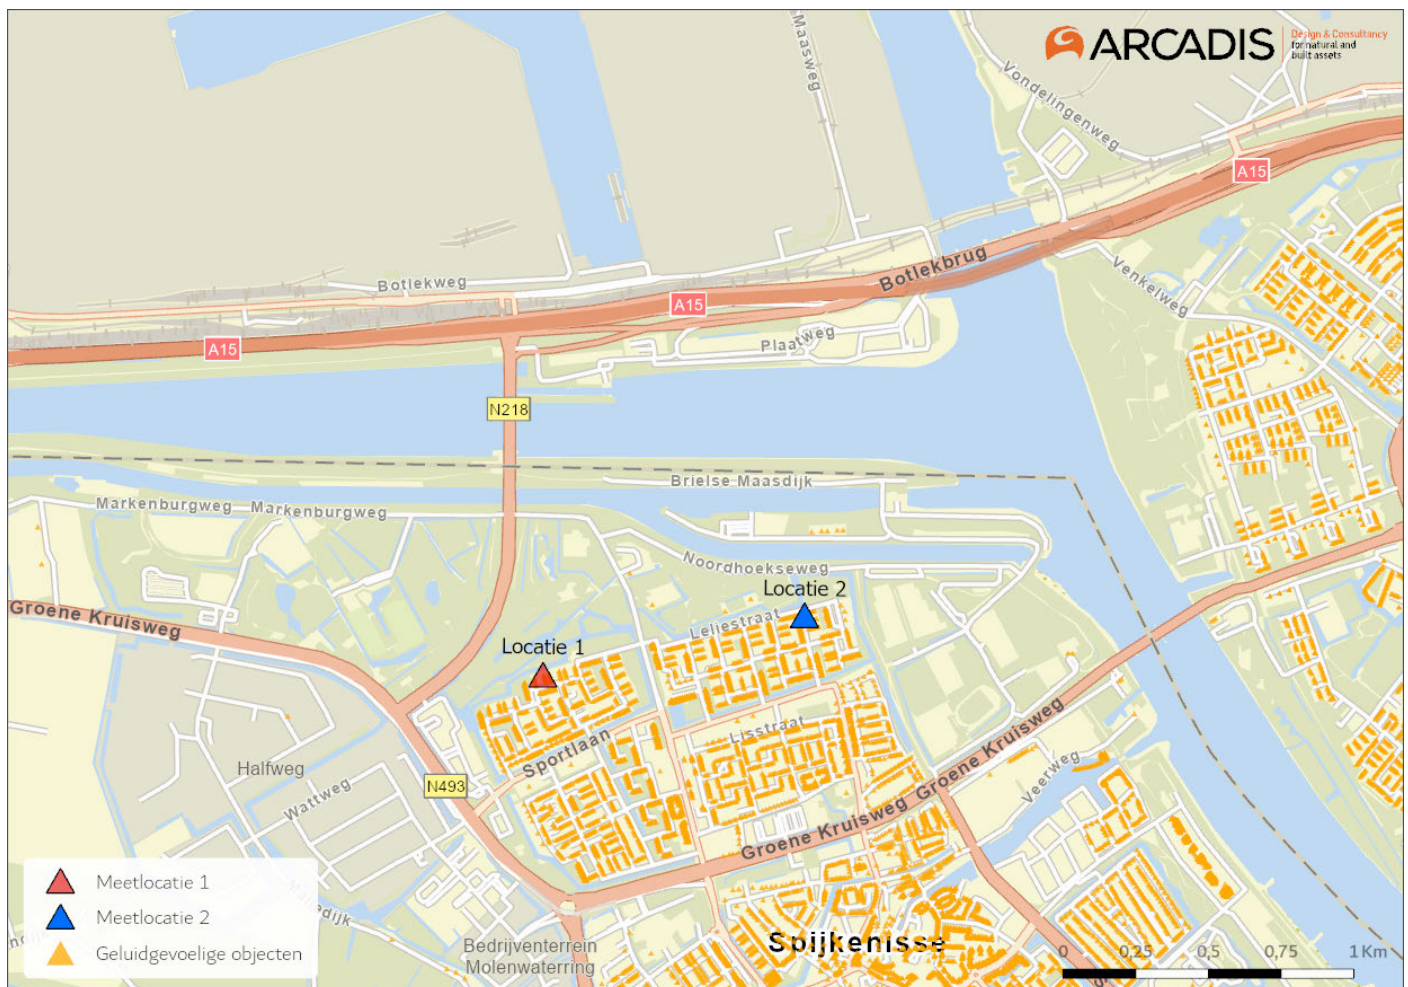 ARCADIS
Design & Consultancy
for natural and
built assets
Maasweg
Vondelingenweg
A15
Botlekweg
Botlekbrug
Venkelweg
A15
A15
Plaatweg
N218
Brielse Maasdijk
Markenburgweg
Markenburgweg
Noordhoekseweg
Groene Kruisweg
Locatie 2
Leliestraat
Locatie 1
Lisstraat
Sportlaan
Groene Kruisweg
Halfweg
N493
Wattweg
Veerweg
Groene Kruisweg
Meetlocatie 1
Meetlocatie 2
Geluidgevoelige objecten
Bedrijventerrein
Molenwatering
Spijkenisse
0 0,25 0,5 0,75 1 Km